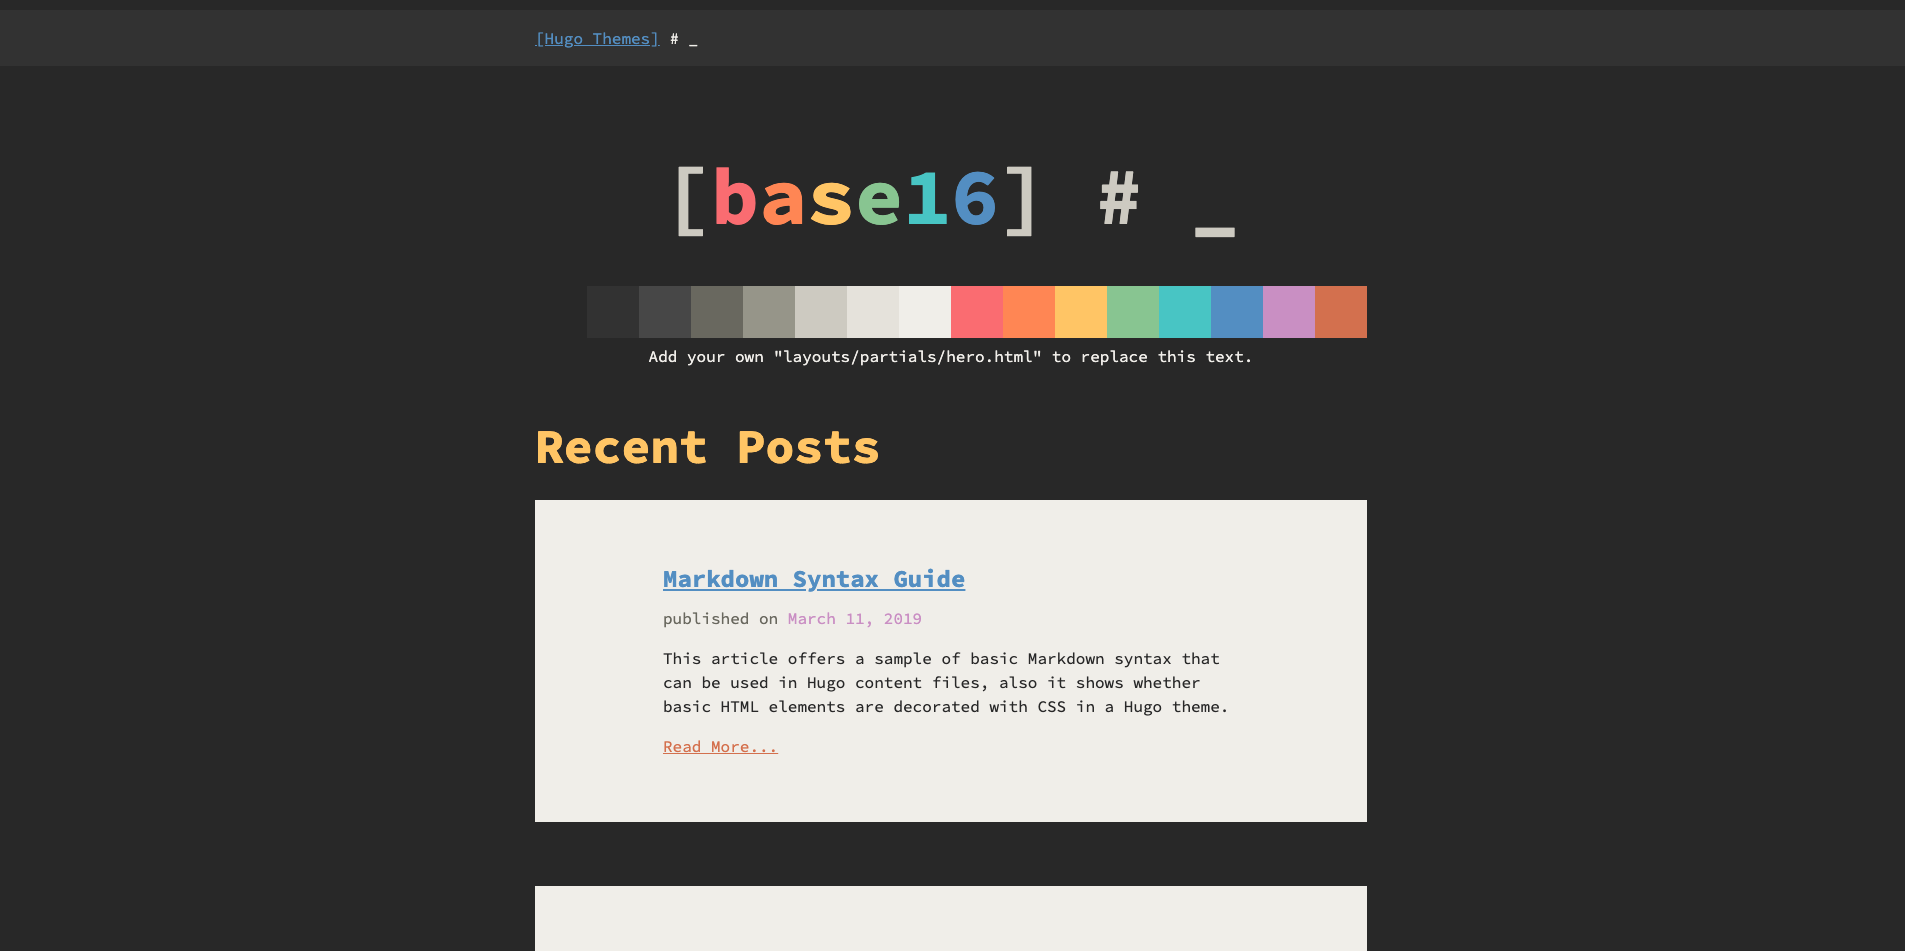 [Hugo Themes] # _
[base16] # _
Add your own "layouts/partials/hero.html" to replace this text.
Recent Posts
Markdown Syntax Guide
published on March 11, 2019
This article offers a sample of basic Markdown syntax that
can be used in Hugo content files, also it shows whether
basic HTML elements are decorated with CSS in a Hugo theme.
Read More...